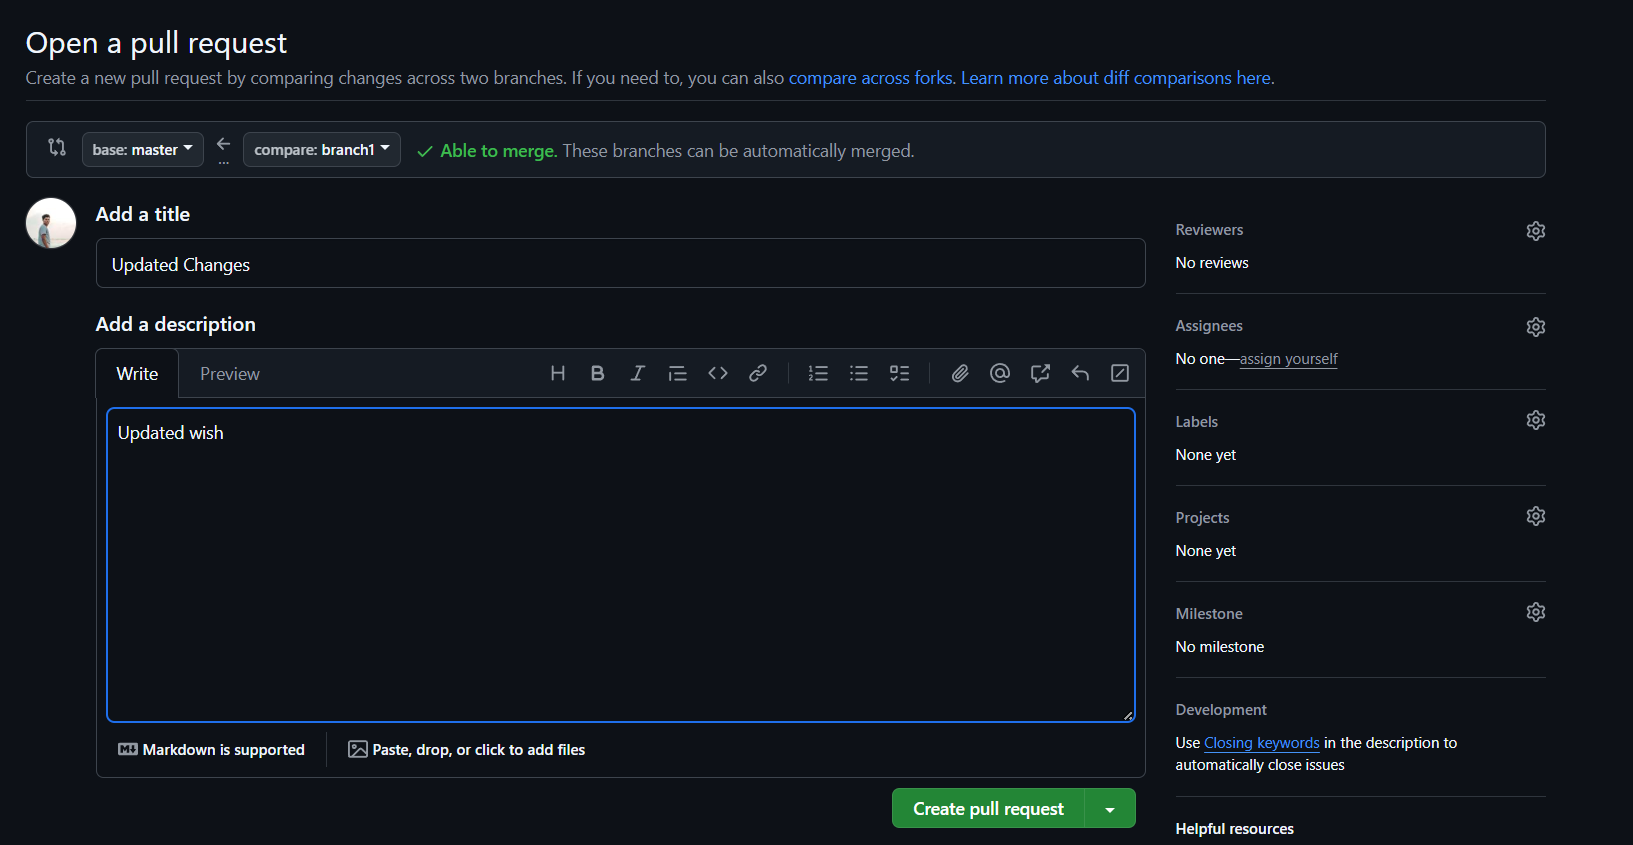 Open a pull request
Create a new pull request by comparing changes across two branches. If you need to, you can also compare across forks. Learn more about diff comparisons here.
base: master
compare: branch1
Able to merge. These branches can be automatically merged.
Add a title
Updated Changes
Add a description
Write
Preview
Updated wish
Markdown is supported
Paste, drop, or click to add files
Create pull request
Reviewers
No reviews
Assignees
No one—assign yourself
Labels
None yet
Projects
None yet
Milestone
No milestone
Development
Use Closing keywords in the description to
automatically close issues
Helpful resources